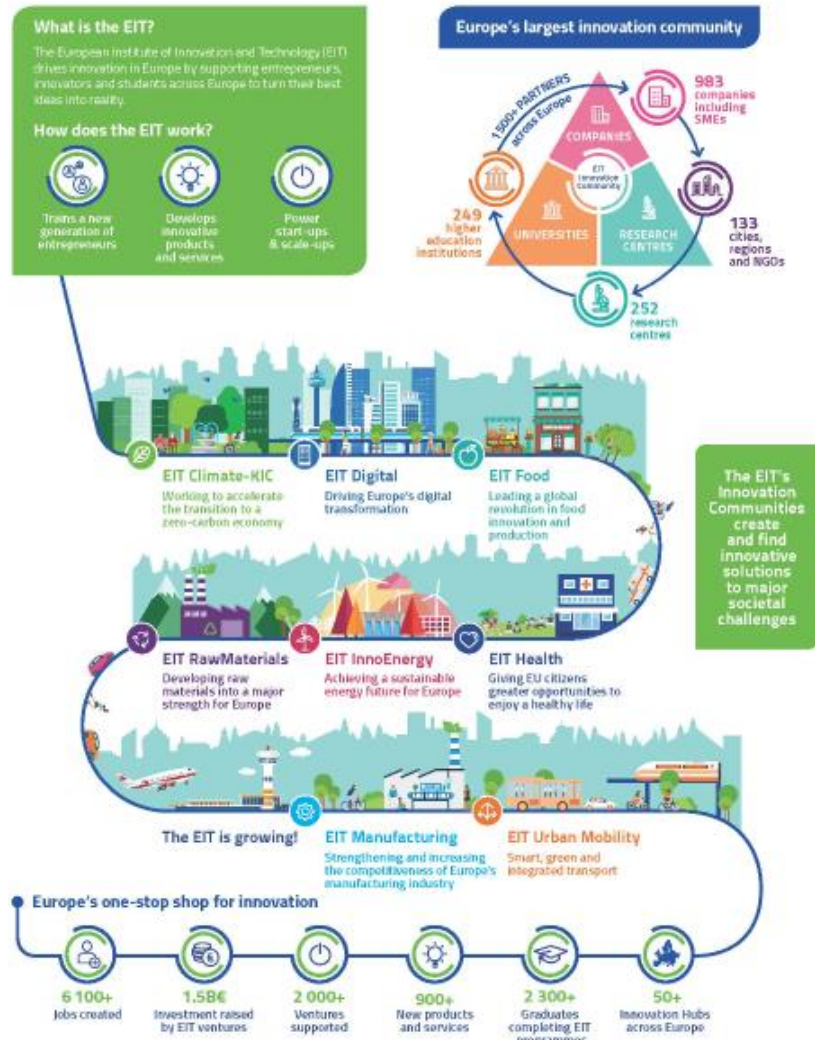 What is the EIT?
The European Institute of Innovation and Technology (EIT)
drives innovation in Europe by supporting entrepreneurs,
innovators and students across Europe to turn their best
ideas into reality.
How does the EIT work?
Trains a new
generation of
entrepreneurs
Develops
innovative
products
and services
Power
start-ups
& scale-ups
Europe's largest innovation community
1500+ PARTNERS
across Europe
983
companies
including
SMEs
COMPANIES
EIT
Innovation
Community
UNIVERSITIES
RESEARCH
CENTRES
249
higher
education
institutions
133
cities,
regions
and NGOs
252
research
centres
EIT Climate-KIC
Working to accelerate
the transition to a
zero-carbon economy
EIT Digital
Driving Europe's digital
transformation
EIT Food
Leading a global
revolution in food
innovation and
production
The EIT's
Innovation
Communities
create
and find
innovative
solutions
to major
societal
challenges
EIT RawMaterials
Developing raw
materials into a major
strength for Europe
EIT InnoEnergy
Achieving a sustainable
energy future for Europe
EIT Health
Giving EU citizens
greater opportunities to
enjoy a healthy life
The EIT is growing!
EIT Manufacturing
Strengthening and increasing
the competitiveness of Europe's
manufacturing industry
EIT Urban Mobility
Smart, green and
integrated transport
Europe's one-stop shop for innovation
6 100+
Jobs created
1.5B€
Investment raised
by EIT ventures
2 000+
Ventures
supported
900+
New products
and services
2 300+
Graduates
completing EIT
programmes
50+
Innovation Hubs
across Europe